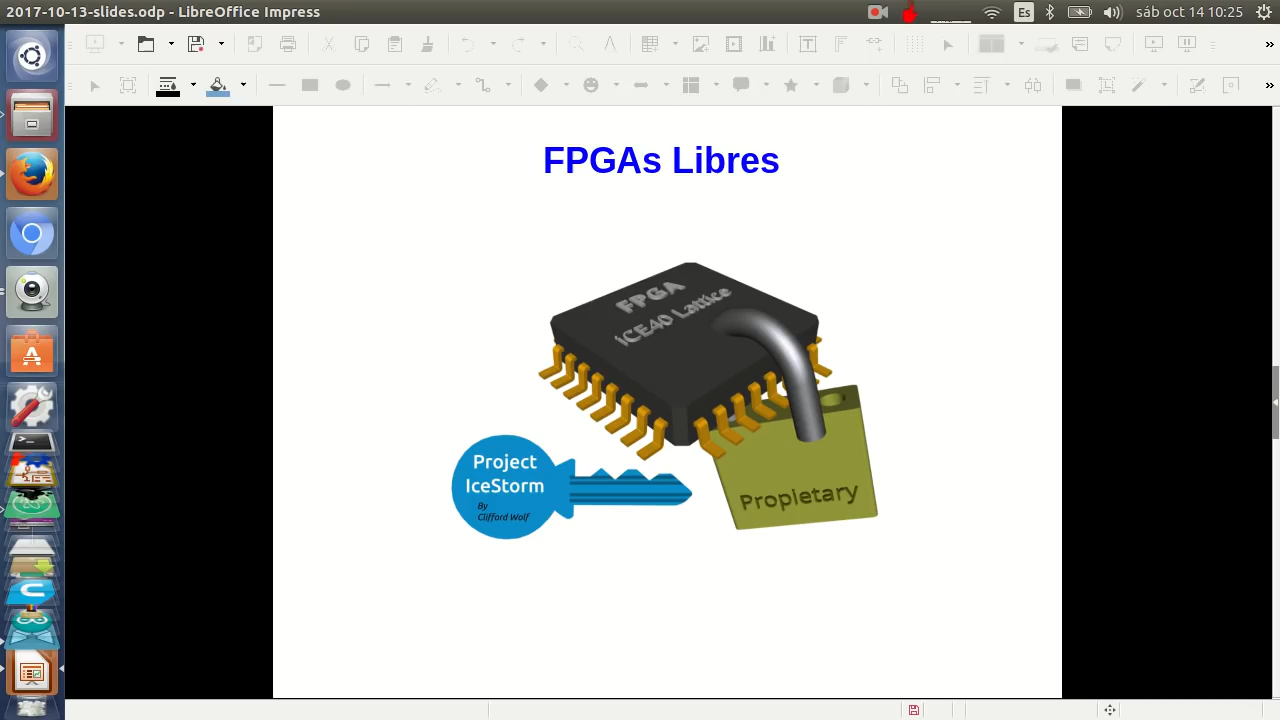 2017-10-13-slides.odp - LibreOffice Impress
Es
sáb oct 14 10:25
FPGAs Libres
FPGA
iCE40 Lattice
Project
IceStorm
By
Clifford Wolf
Propietary